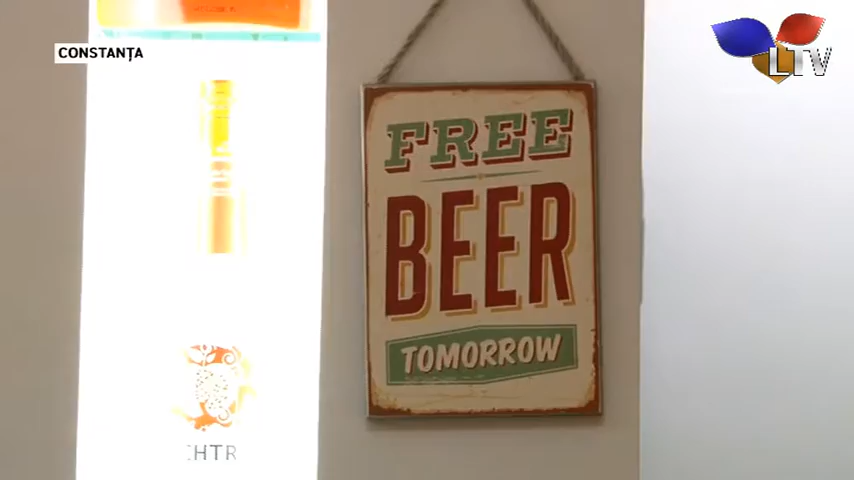 CONSTANȚA
LTV
FREE
BEER
TOMORROW
CHTR